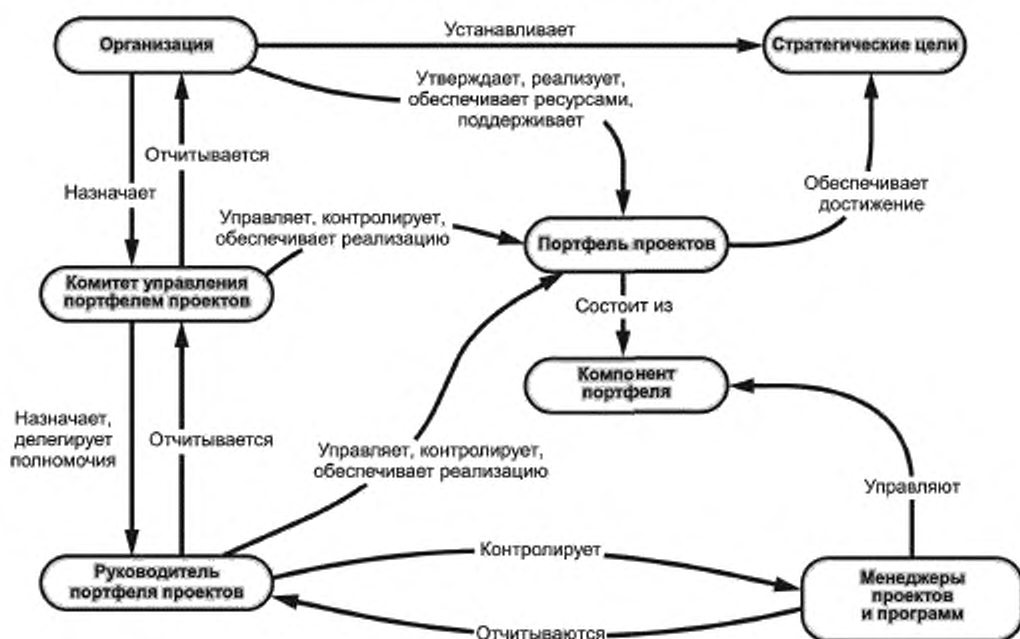 Организация
Устанавливает
Стратегические цели
Утверждает, реализует,
обеспечивает ресурсами,
поддерживает
Отчитывается
Назначает
Обеспечивает
достижение
Управляет, контролирует,
обеспечивает реализацию
Портфель проектов
Комитет управления
портфелем проектов
Состоит из
Компонент
портфеля
Назначает,
делегирует
полномочия
Отчитывается
Управляет, контролирует,
обеспечивает реализацию
Управляют
Контролирует
Руководитель
портфеля проектов
Менеджеры
проектов
и программ
Отчитываются